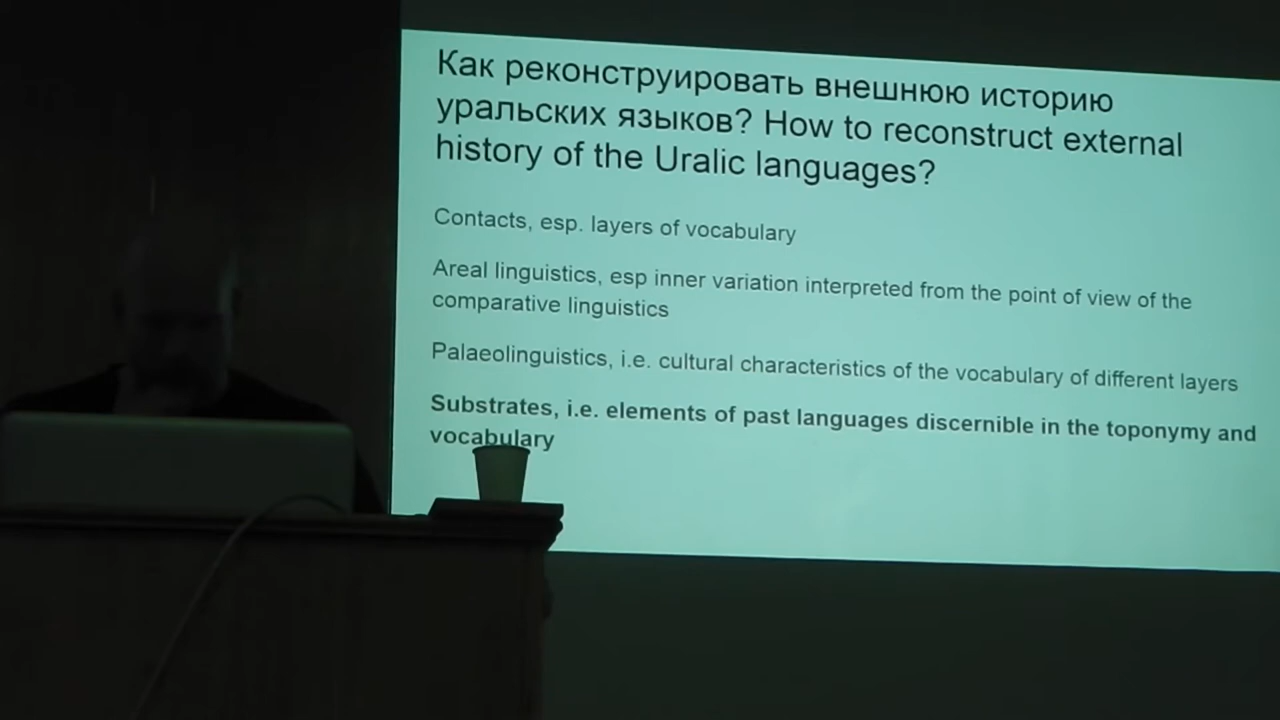 Как реконструировать внешнюю историю
уральских языков? How to reconstruct external
history of the Uralic languages?
Contacts, esp. layers of vocabulary
Areal linguistics, esp inner variation interpreted from the point of view of the
comparative linguistics
Palaeolinguistics, i.e. cultural characteristics of the vocabulary of different layers
Substrates, i.e. elements of past languages discernible in the toponymy and
vocabulary